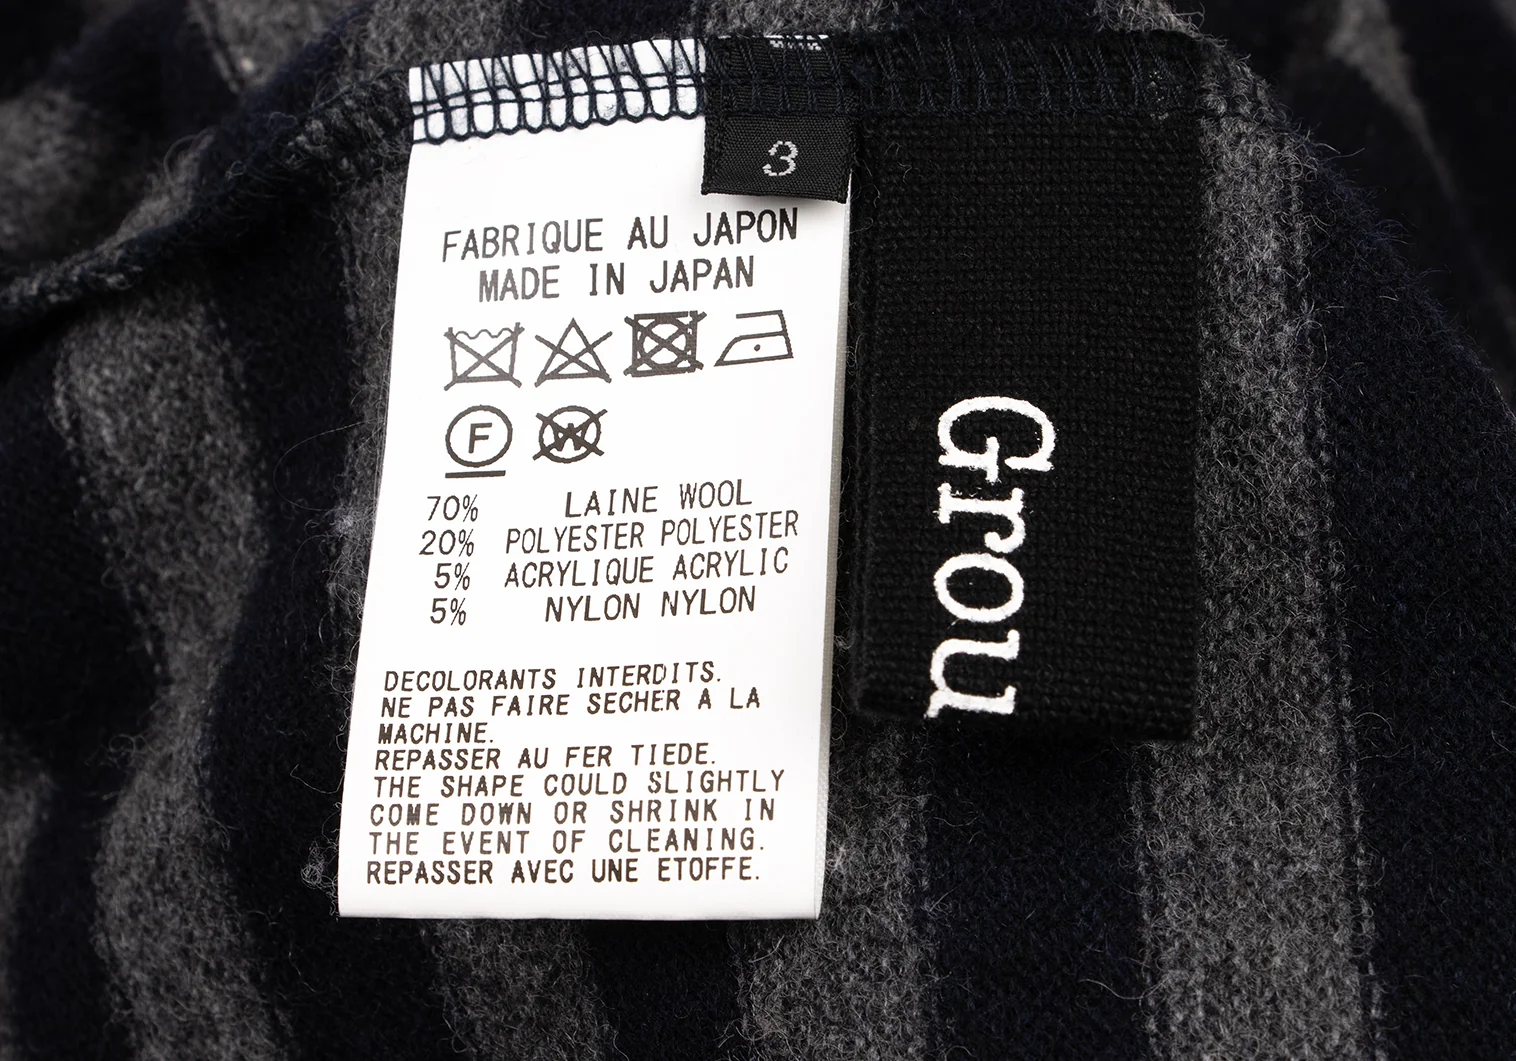 3
FABRIQUE AU JAPON
MADE IN JAPAN
F W
70% LAINE WOOL
20% POLYESTER POLYESTER
5% ACRYLIQUE ACRYLIC
5% NYLON NYLON
DECOLORANTS INTERDITS.
NE PAS FAIRE SECHER A LA
MACHINE.
REPASSER AU FER TIEDE.
THE SHAPE COULD SLIGHTLY
COME DOWN OR SHRINK IN
THE EVENT OF CLEANING.
REPASSER AVEC UNE ETOFFE.
Grou